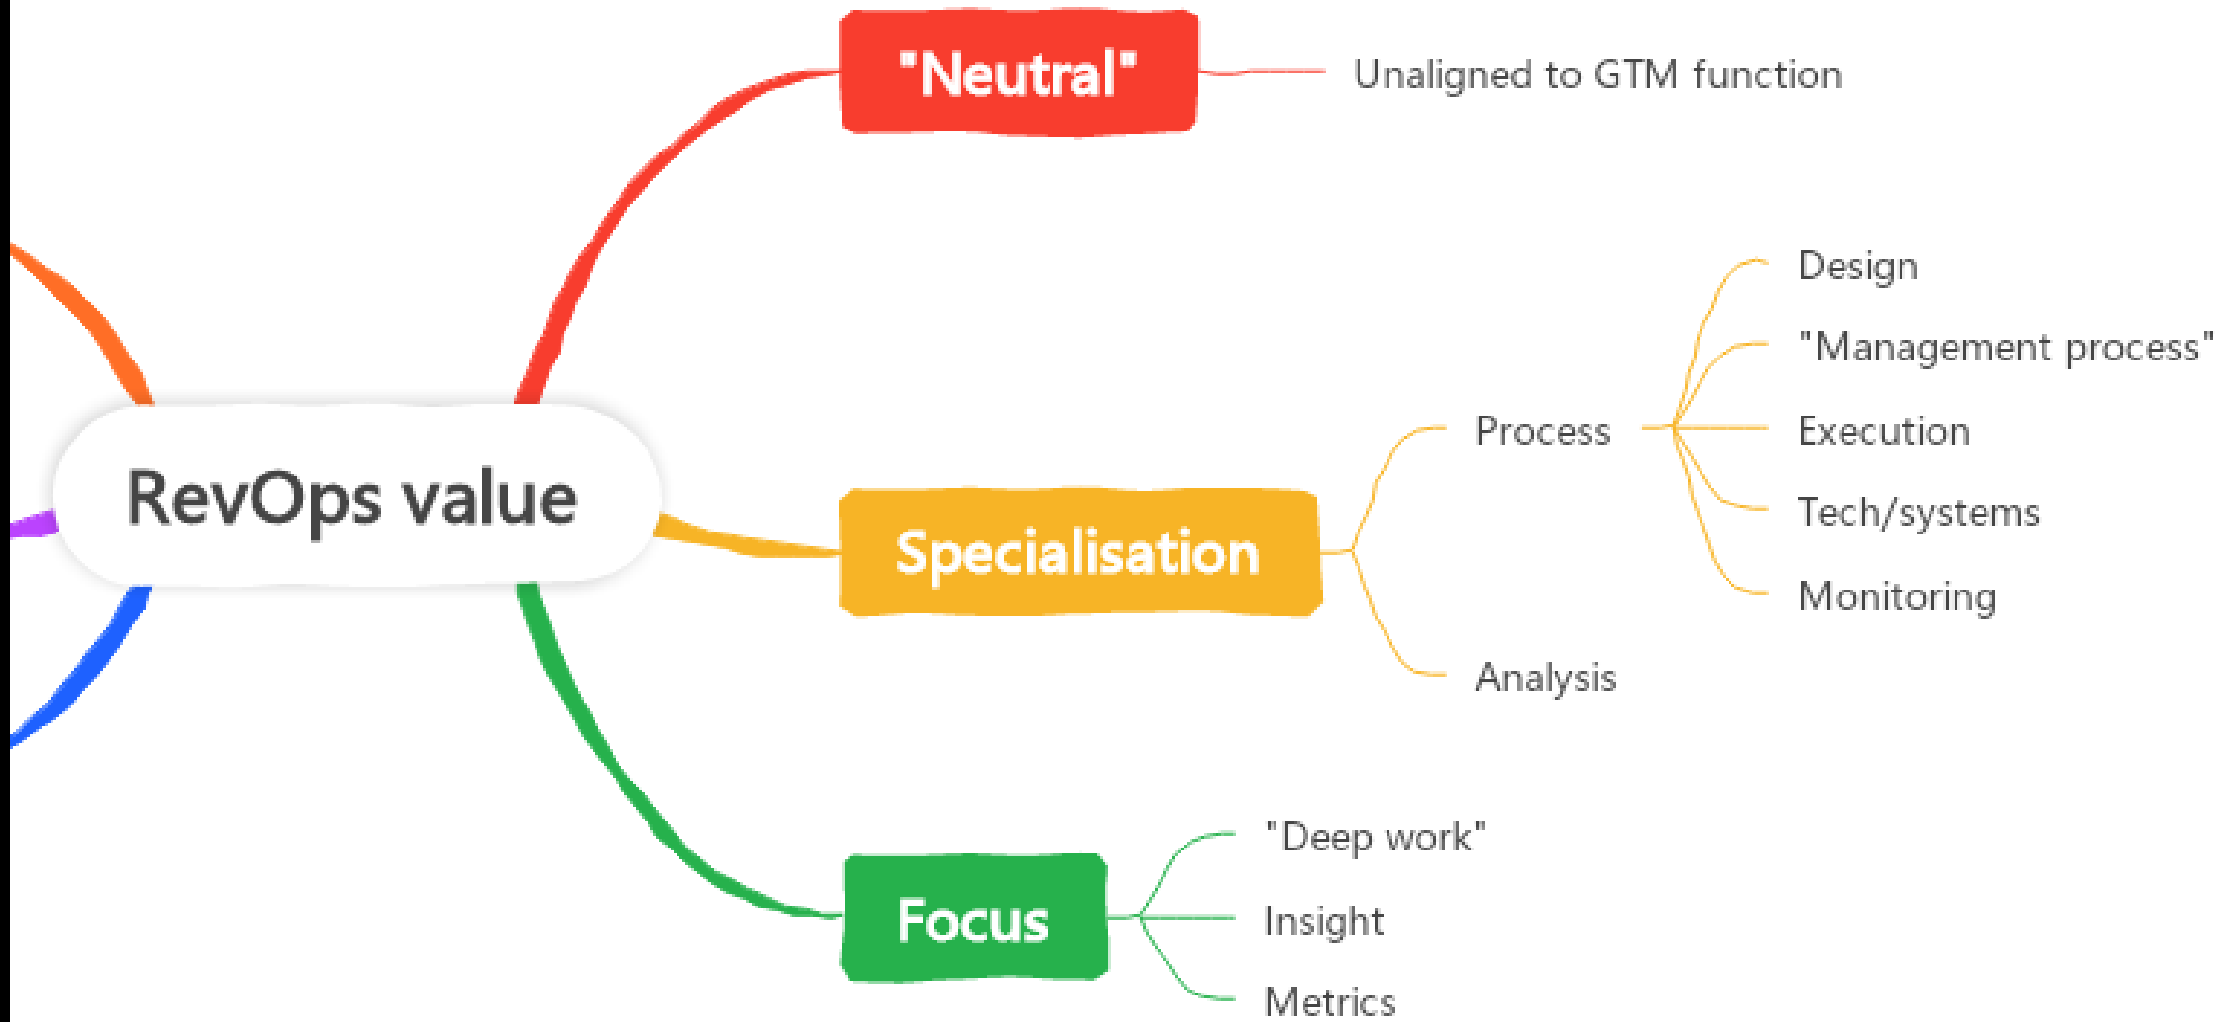 "Neutral"
Unaligned to GTM function
RevOps value
Specialisation
Process
Design
"Management process"
Execution
Tech/systems
Monitoring
Analysis
Focus
"Deep work"
Insight
Metrics